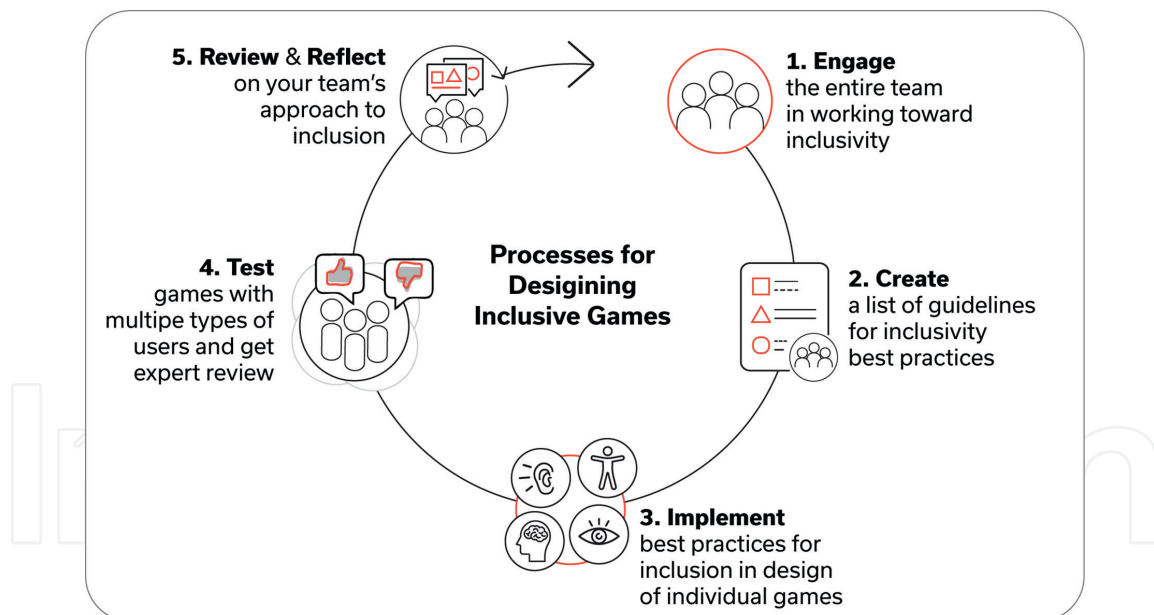 1. Engage
the entire team
in working toward
inclusivity
2. Create
a list of guidelines
for inclusivity
best practices
3. Implement
best practices for
inclusion in design
of individual games
4. Test
games with
multipe types of
users and get
expert review
5. Review & Reflect
on your team's
approach to
inclusion
Processes for
Desigining
Inclusive Games